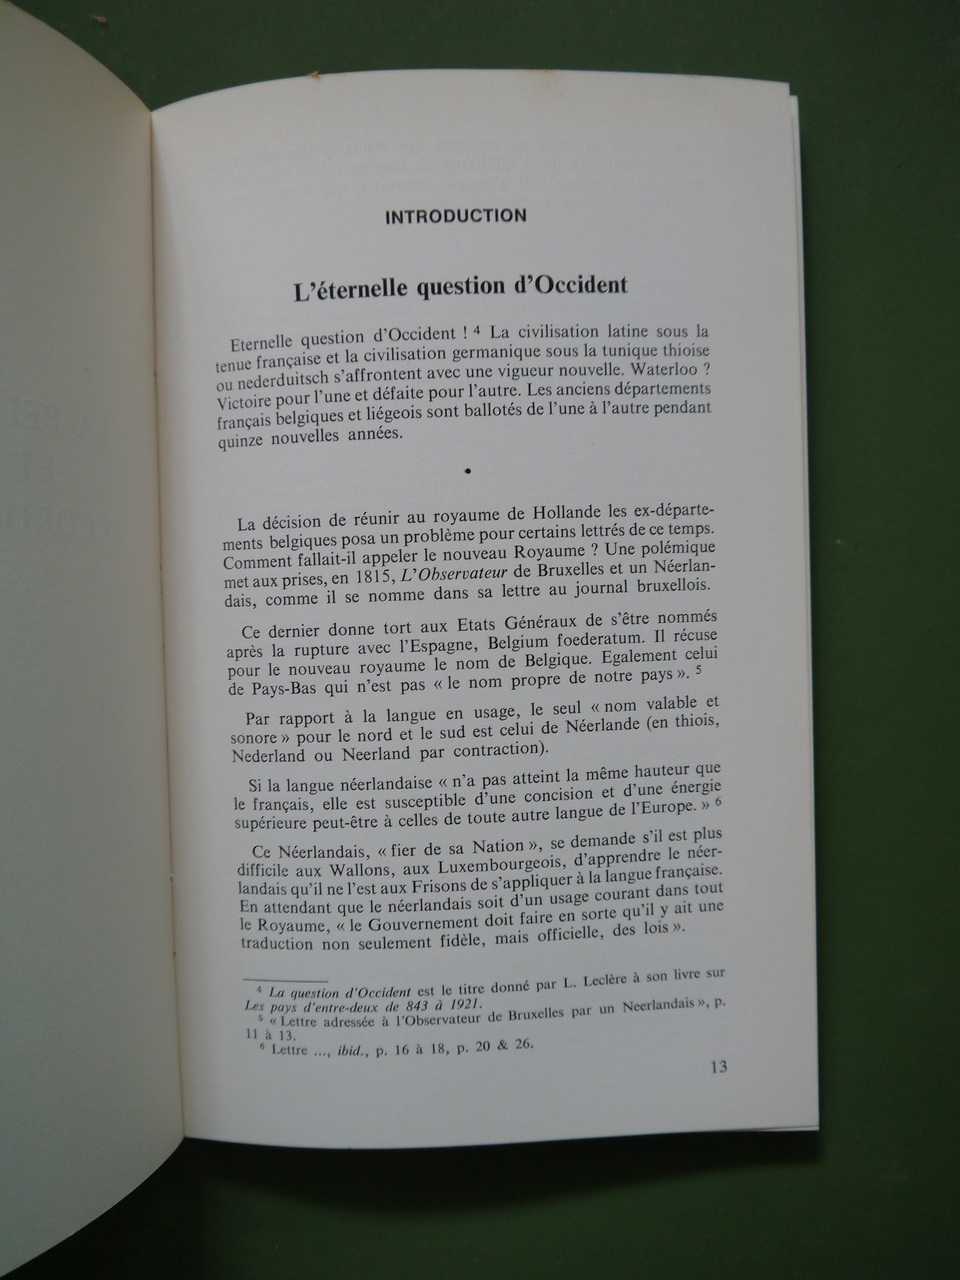 INTRODUCTION
L'éternelle question d'Occident
Eternelle question d'Occident ! 4 La civilisation latine sous la
tenue française et la civilisation germanique sous la tunique thioise
ou nederduitsch s'affrontent avec une vigueur nouvelle. Waterloo ?
Victoire pour l'une et défaite pour l'autre. Les anciens départements
français belgiques et liégeois sont ballotés de l'une à l'autre pendant
quinze nouvelles années.
•
La décision de réunir au royaume de Hollande les ex-départe-
ments belgiques posa un problème pour certains lettrés de ce temps.
Comment fallait-il appeler le nouveau Royaume ? Une polémique
met aux prises, en 1815, L'Observateur de Bruxelles et un Néerlan-
dais, comme il se nomme dans sa lettre au journal bruxellois.
Ce dernier donne tort aux Etats Généraux de s'être nommés
après la rupture avec l'Espagne, Belgium foederatum. Il récuse
pour le nouveau royaume le nom de Belgique. Egalement celui
de Pays-Bas qui n'est pas « le nom propre de notre pays ». 5
Par rapport à la langue en usage, le seul « nom valable et
sonore » pour le nord et le sud est celui de Néerlande (en thiois,
Nederland ou Neerland par contraction).
Si la langue néerlandaise « n'a pas atteint la même hauteur que
le français, elle est susceptible d'une concision et d'une énergie
supérieure peut-être à celles de toute autre langue de l'Europe. » 6
Ce Néerlandais, « fier de sa Nation », se demande s'il est plus
difficile aux Wallons, aux Luxembourgeois, d'apprendre le néer-
landais qu'il ne l'est aux Frisons de s'appliquer à la langue française.
En attendant que le néerlandais soit d'un usage courant dans tout
le Royaume, « le Gouvernement doit faire en sorte qu'il y ait une
traduction non seulement fidèle, mais officielle, des lois ».
4 La question d'Occident est le titre donné par L. Leclère à son livre sur
Les pays d'entre-deux de 843 à 1921.
5 « Lettre adressée à l'Observateur de Bruxelles par un Neerlandais », p.
11 à 13.
6 Lettre ..., ibid., p. 16 à 18, p. 20 & 26.
13